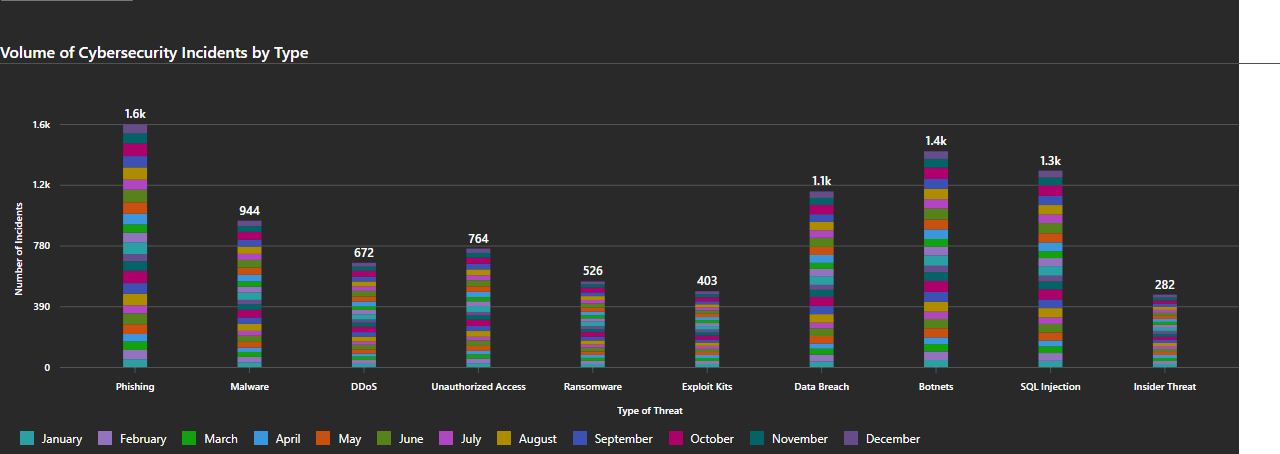 Volume of Cybersecurity Incidents by Type
1.6k
1.6k
1.4k
1.3k
1.2k
1.1k
944
780
764
672
526
390
403
282
0
Number of Incidents
Phishing Malware DDoS Unauthorized Access Ransomware Exploit Kits Data Breach Botnets SQL Injection Insider Threat
Type of Threat
January February March April May June July August September October November December